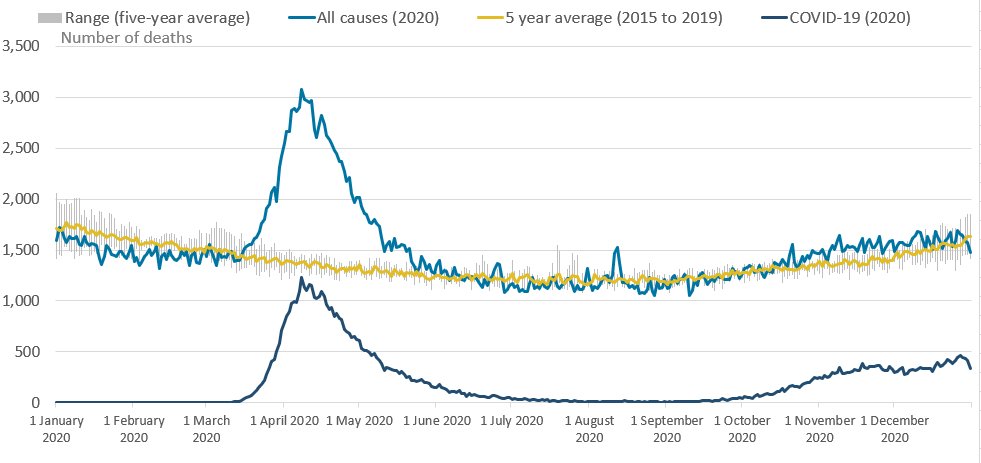 Range (five-year average) All causes (2020) 5 year average (2015 to 2019) COVID-19 (2020)
Number of deaths
3,500
3,000
2,500
2,000
1,500
1,000
500
0
1 January 2020
1 February 2020
1 March 2020
1 April 2020
1 May 2020
1 June 2020
1 July 2020
1 August 2020
1 September 2020
1 October 2020
1 November 2020
1 December 2020